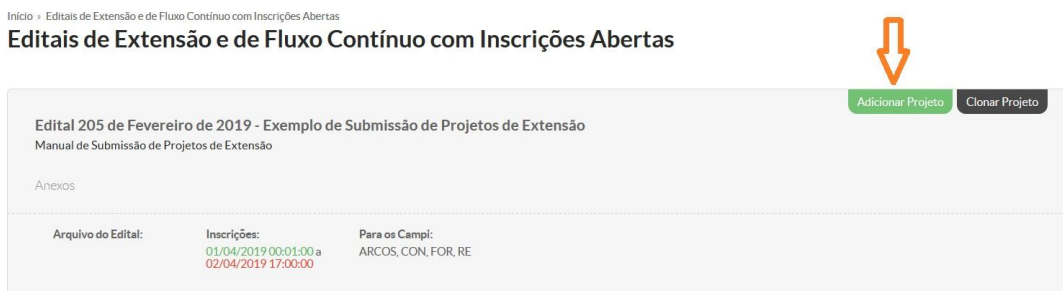 Início » Editais de Extensão e de Fluxo Contínuo com Inscrições Abertas
Editais de Extensão e de Fluxo Contínuo com Inscrições Abertas
Adicionar Projeto Clonar Projeto
Edital 205 de Fevereiro de 2019 - Exemplo de Submissão de Projetos de Extensão
Manual de Submissão de Projetos de Extensão
Anexos
Arquivo do Edital: Inscrições: Para os Campi:
01/04/2019 00:01:00 a ARCOS, CON, FOR, RE
02/04/2019 17:00:00